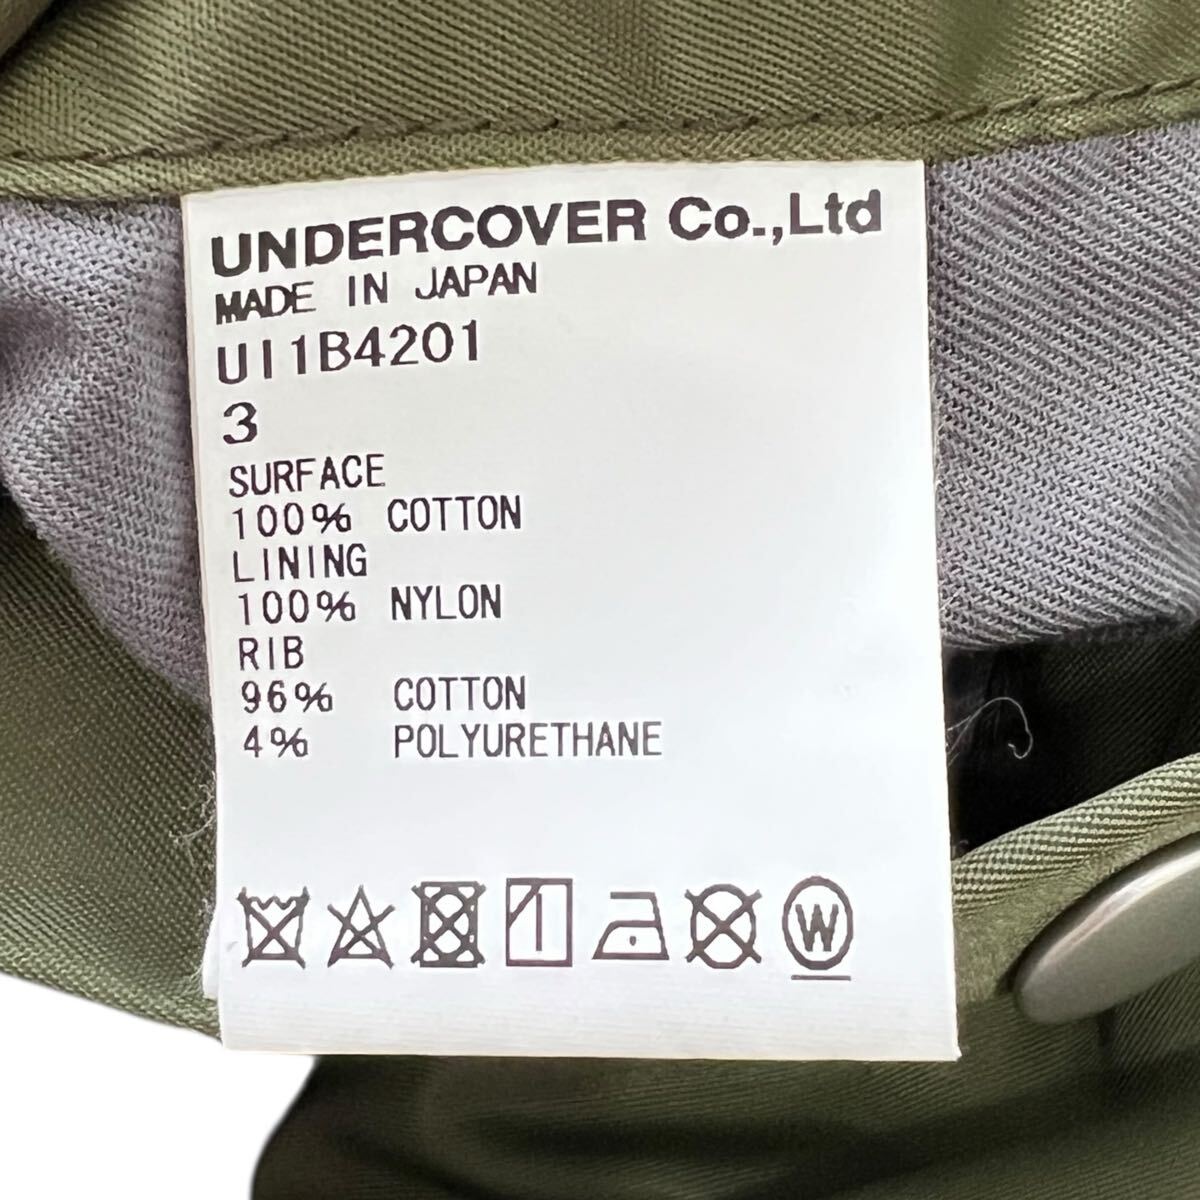 UNDERCOVER Co.,Ltd
MADE IN JAPAN
UI1B4201
3
SURFACE
100% COTTON
LINING
100% NYLON
RIB
96% COTTON
4% POLYURETHANE
W